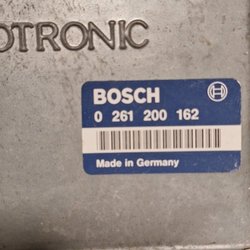 OTRONIC
BOSCH
0 261 200 162
Made in Germany